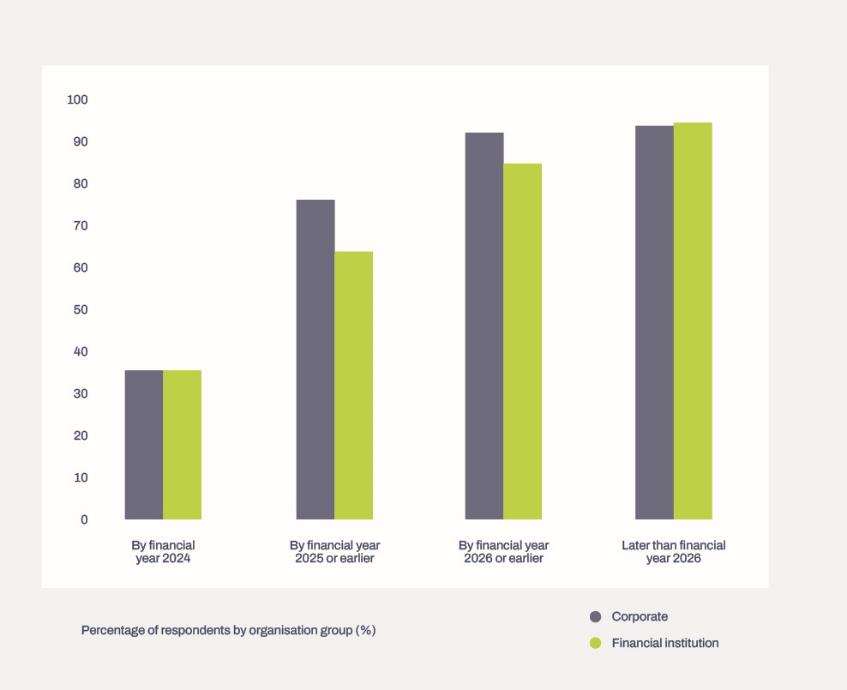 100
90
80
70
60
50
40
30
20
10
0
By financial
year 2024
By financial year
2025 or earlier
By financial year
2026 or earlier
Later than financial
year 2026
Percentage of respondents by organisation group (%)
Corporate
Financial institution